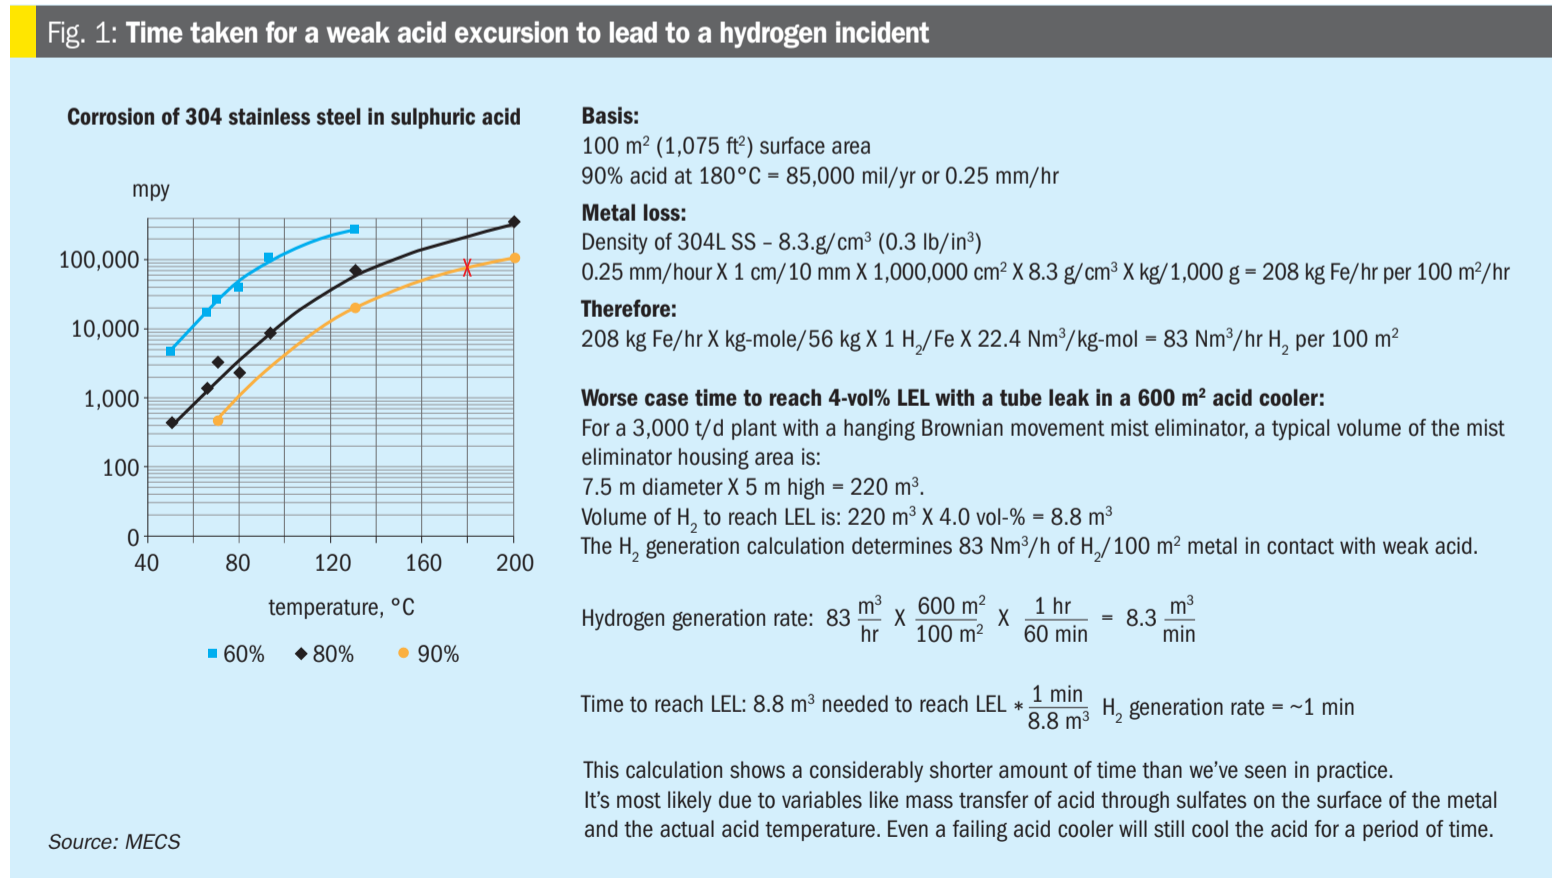 Fig. 1: Time taken for a weak acid excursion to lead to a hydrogen incident
Corrosion of 304 stainless steel in sulphuric acid
mpy
100,000
10,000
1,000
100
0
40 80 120 160 200
temperature, °C
60% 80% 90%
Source: MECS
Basis:
100 m² (1,075 ft²) surface area
90% acid at 180°C = 85,000 mil/yr or 0.25 mm/hr
Metal loss:
Density of 304L SS – 8.3.g/cm³ (0.3 lb/in³)
0.25 mm/hour X 1 cm/10 mm X 1,000,000 cm² X 8.3 g/cm³ X kg/1,000 g = 208 kg Fe/hr per 100 m²/hr
Therefore:
208 kg Fe/hr X kg-mole/56 kg X 1 H₂/Fe X 22.4 Nm³/kg-mol = 83 Nm³/hr H₂ per 100 m²
Worse case time to reach 4-vol% LEL with a tube leak in a 600 m² acid cooler:
For a 3,000 t/d plant with a hanging Brownian movement mist eliminator, a typical volume of the mist
eliminator housing area is:
7.5 m diameter X 5 m high = 220 m³.
Volume of H₂ to reach LEL is: 220 m³ X 4.0 vol-% = 8.8 m³
The H₂ generation calculation determines 83 Nm³/h of H₂/100 m² metal in contact with weak acid.
Hydrogen generation rate: 83 m³/hr X 600 m²/100 m² X 1 hr/60 min = 8.3 m³/min
Time to reach LEL: 8.8 m³ needed to reach LEL * 1 min/8.8 m³ H₂ generation rate = ~1 min
This calculation shows a considerably shorter amount of time than we've seen in practice.
It's most likely due to variables like mass transfer of acid through sulfates on the surface of the metal
and the actual acid temperature. Even a failing acid cooler will still cool the acid for a period of time.